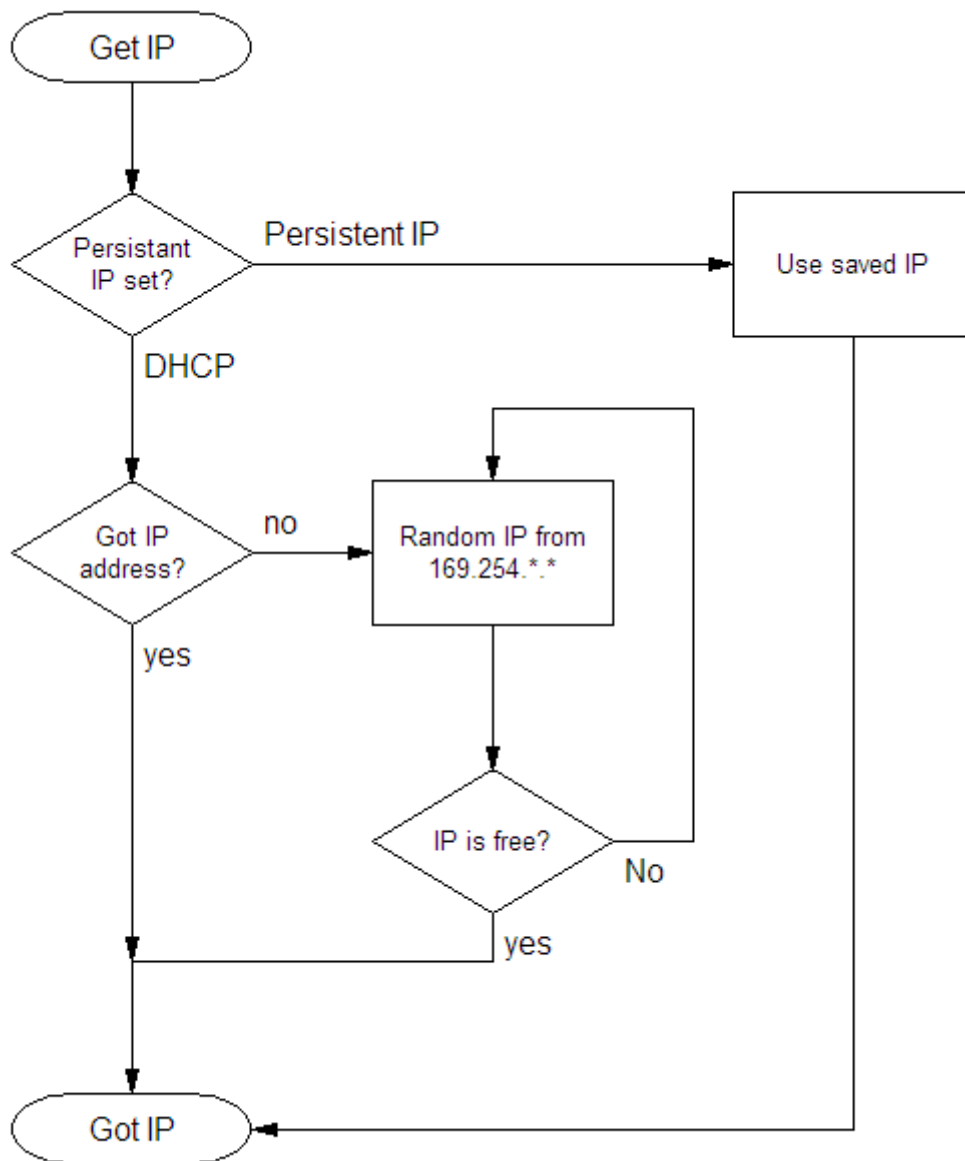 Get IP
Persistant
IP set?
Persistent IP
Use saved IP
DHCP
Got IP
address?
no
Random IP from
169.254.*.*
yes
IP is free?
No
yes
Got IP